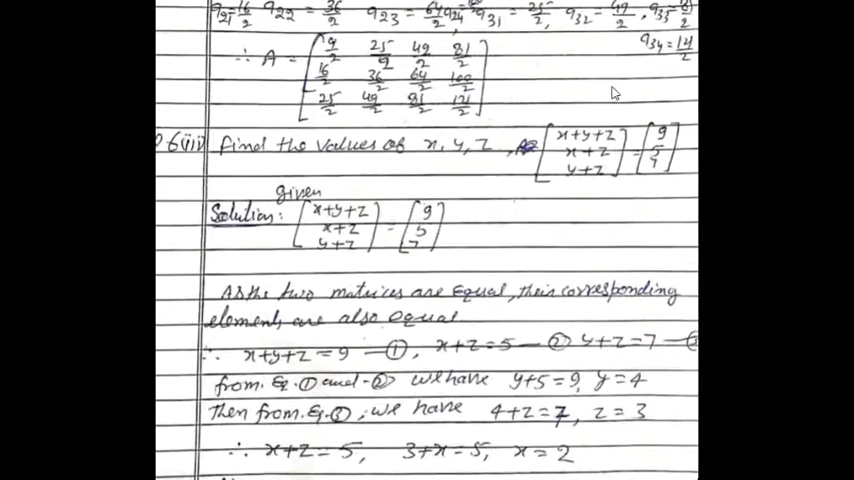 a21=16/2 a22=36/2 a23=64/2 a24 a31=25/2, a32=49/2, a33=81/2
a34=14/2
∴ A = [9/2 25/2 49/2 81/2
16/2 36/2 64/2 100/2
25/2 49/2 81/2 121/2]
6(iii) find the values of x, y, z, [x+y+z x+z y+z] = [9 5 7]
given
Solution: [x+y+z x+z y+z] = [9 5 7]
As the two matrices are equal, their corresponding
elements are also equal
∴ x+y+z = 9 — ①, x+z = 5 — ② y+z = 7 —
from. Eq. ① and - ② we have y+5 = 9, y = 4
Then from. Eq. ③, we have 4+z = 7, z = 3
∴ x+z = 5, 3+x = 5, x = 2